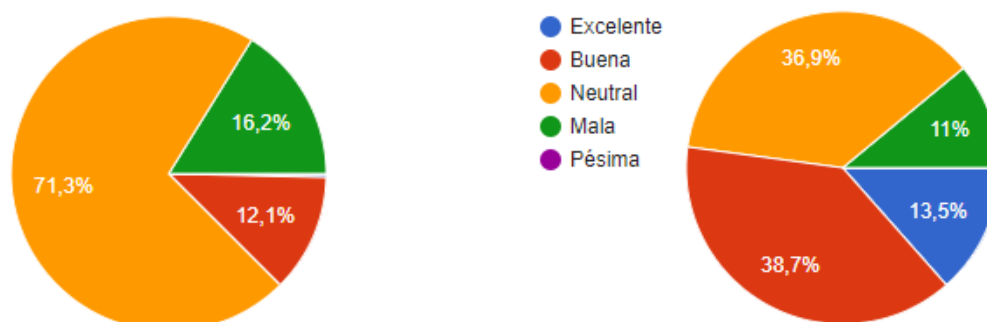 71,3%
16,2%
12,1%
Excelente
Buena
Neutral
Mala
Pésima
36,9%
11%
13,5%
38,7%